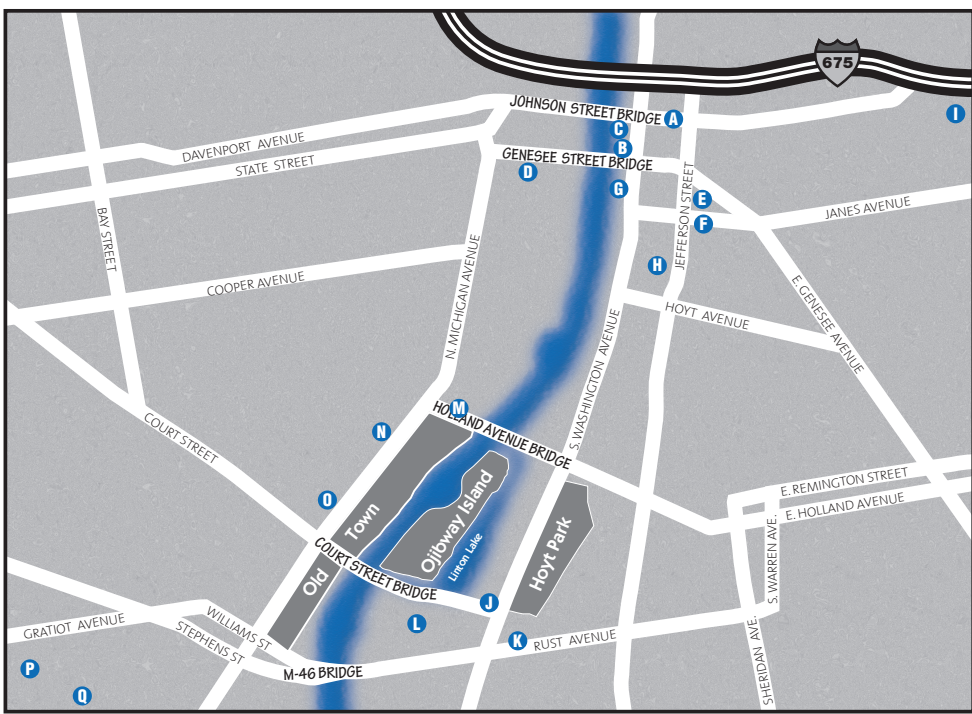 675
JOHNSON STREET BRIDGE
A
I
C
DAVENPORT AVENUE
B
GENESEE STREET BRIDGE
STATE STREET
D
G
E
JEFFERSON STREET
JANES AVENUE
F
BAY STREET
H
N. MICHIGAN AVENUE
COOPER AVENUE
HOYT AVENUE
E. GENESEE AVENUE
S. WASHINGTON AVENUE
M
HOLLAND AVENUE BRIDGE
N
COURT STREET
E. REMINGTON STREET
E. HOLLAND AVENUE
O
Old Town
Ojibway Island
Linton Lake
Hoyt Park
S. WARREN AVE.
COURT STREET BRIDGE
J
L
K
RUST AVENUE
GRATIOT AVENUE
WILLIAMS ST
STEPHENS ST
SHERIDAN AVE.
M-46 BRIDGE
P
Q